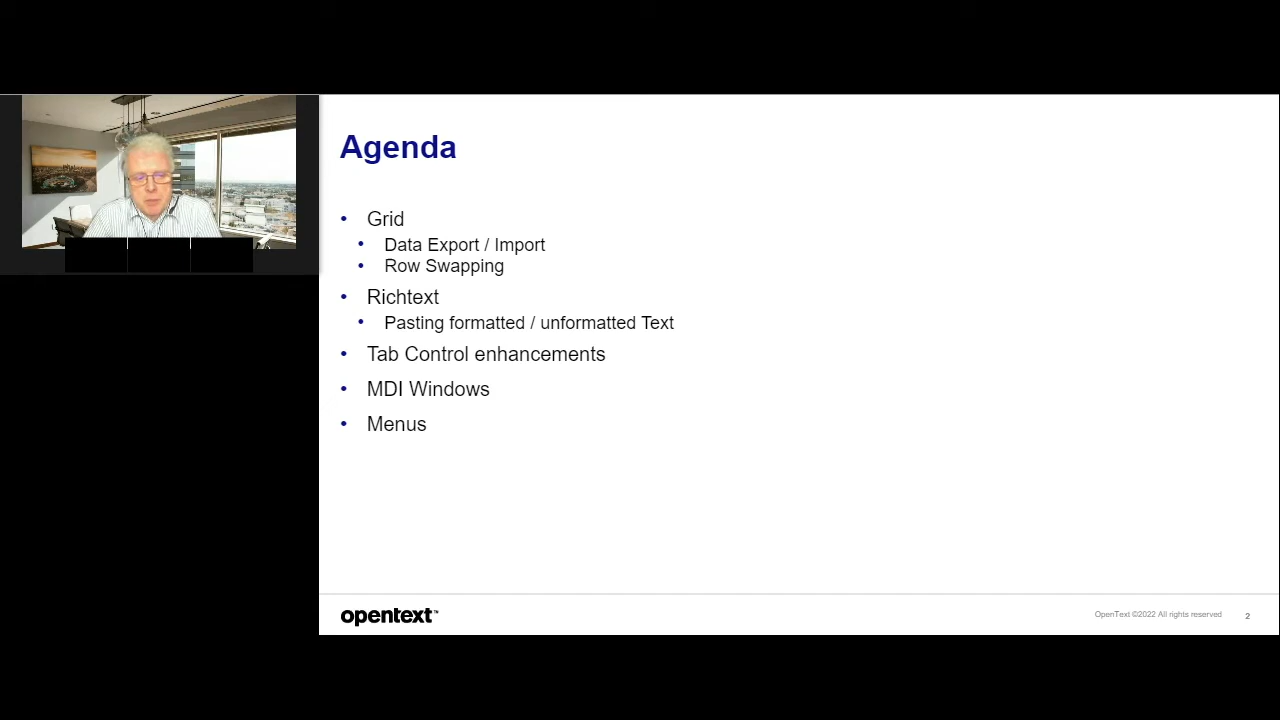 Agenda
• Grid
• Data Export / Import
• Row Swapping
• Richtext
• Pasting formatted / unformatted Text
• Tab Control enhancements
• MDI Windows
• Menus
opentext™
OpenText ©2022 All rights reserved 2